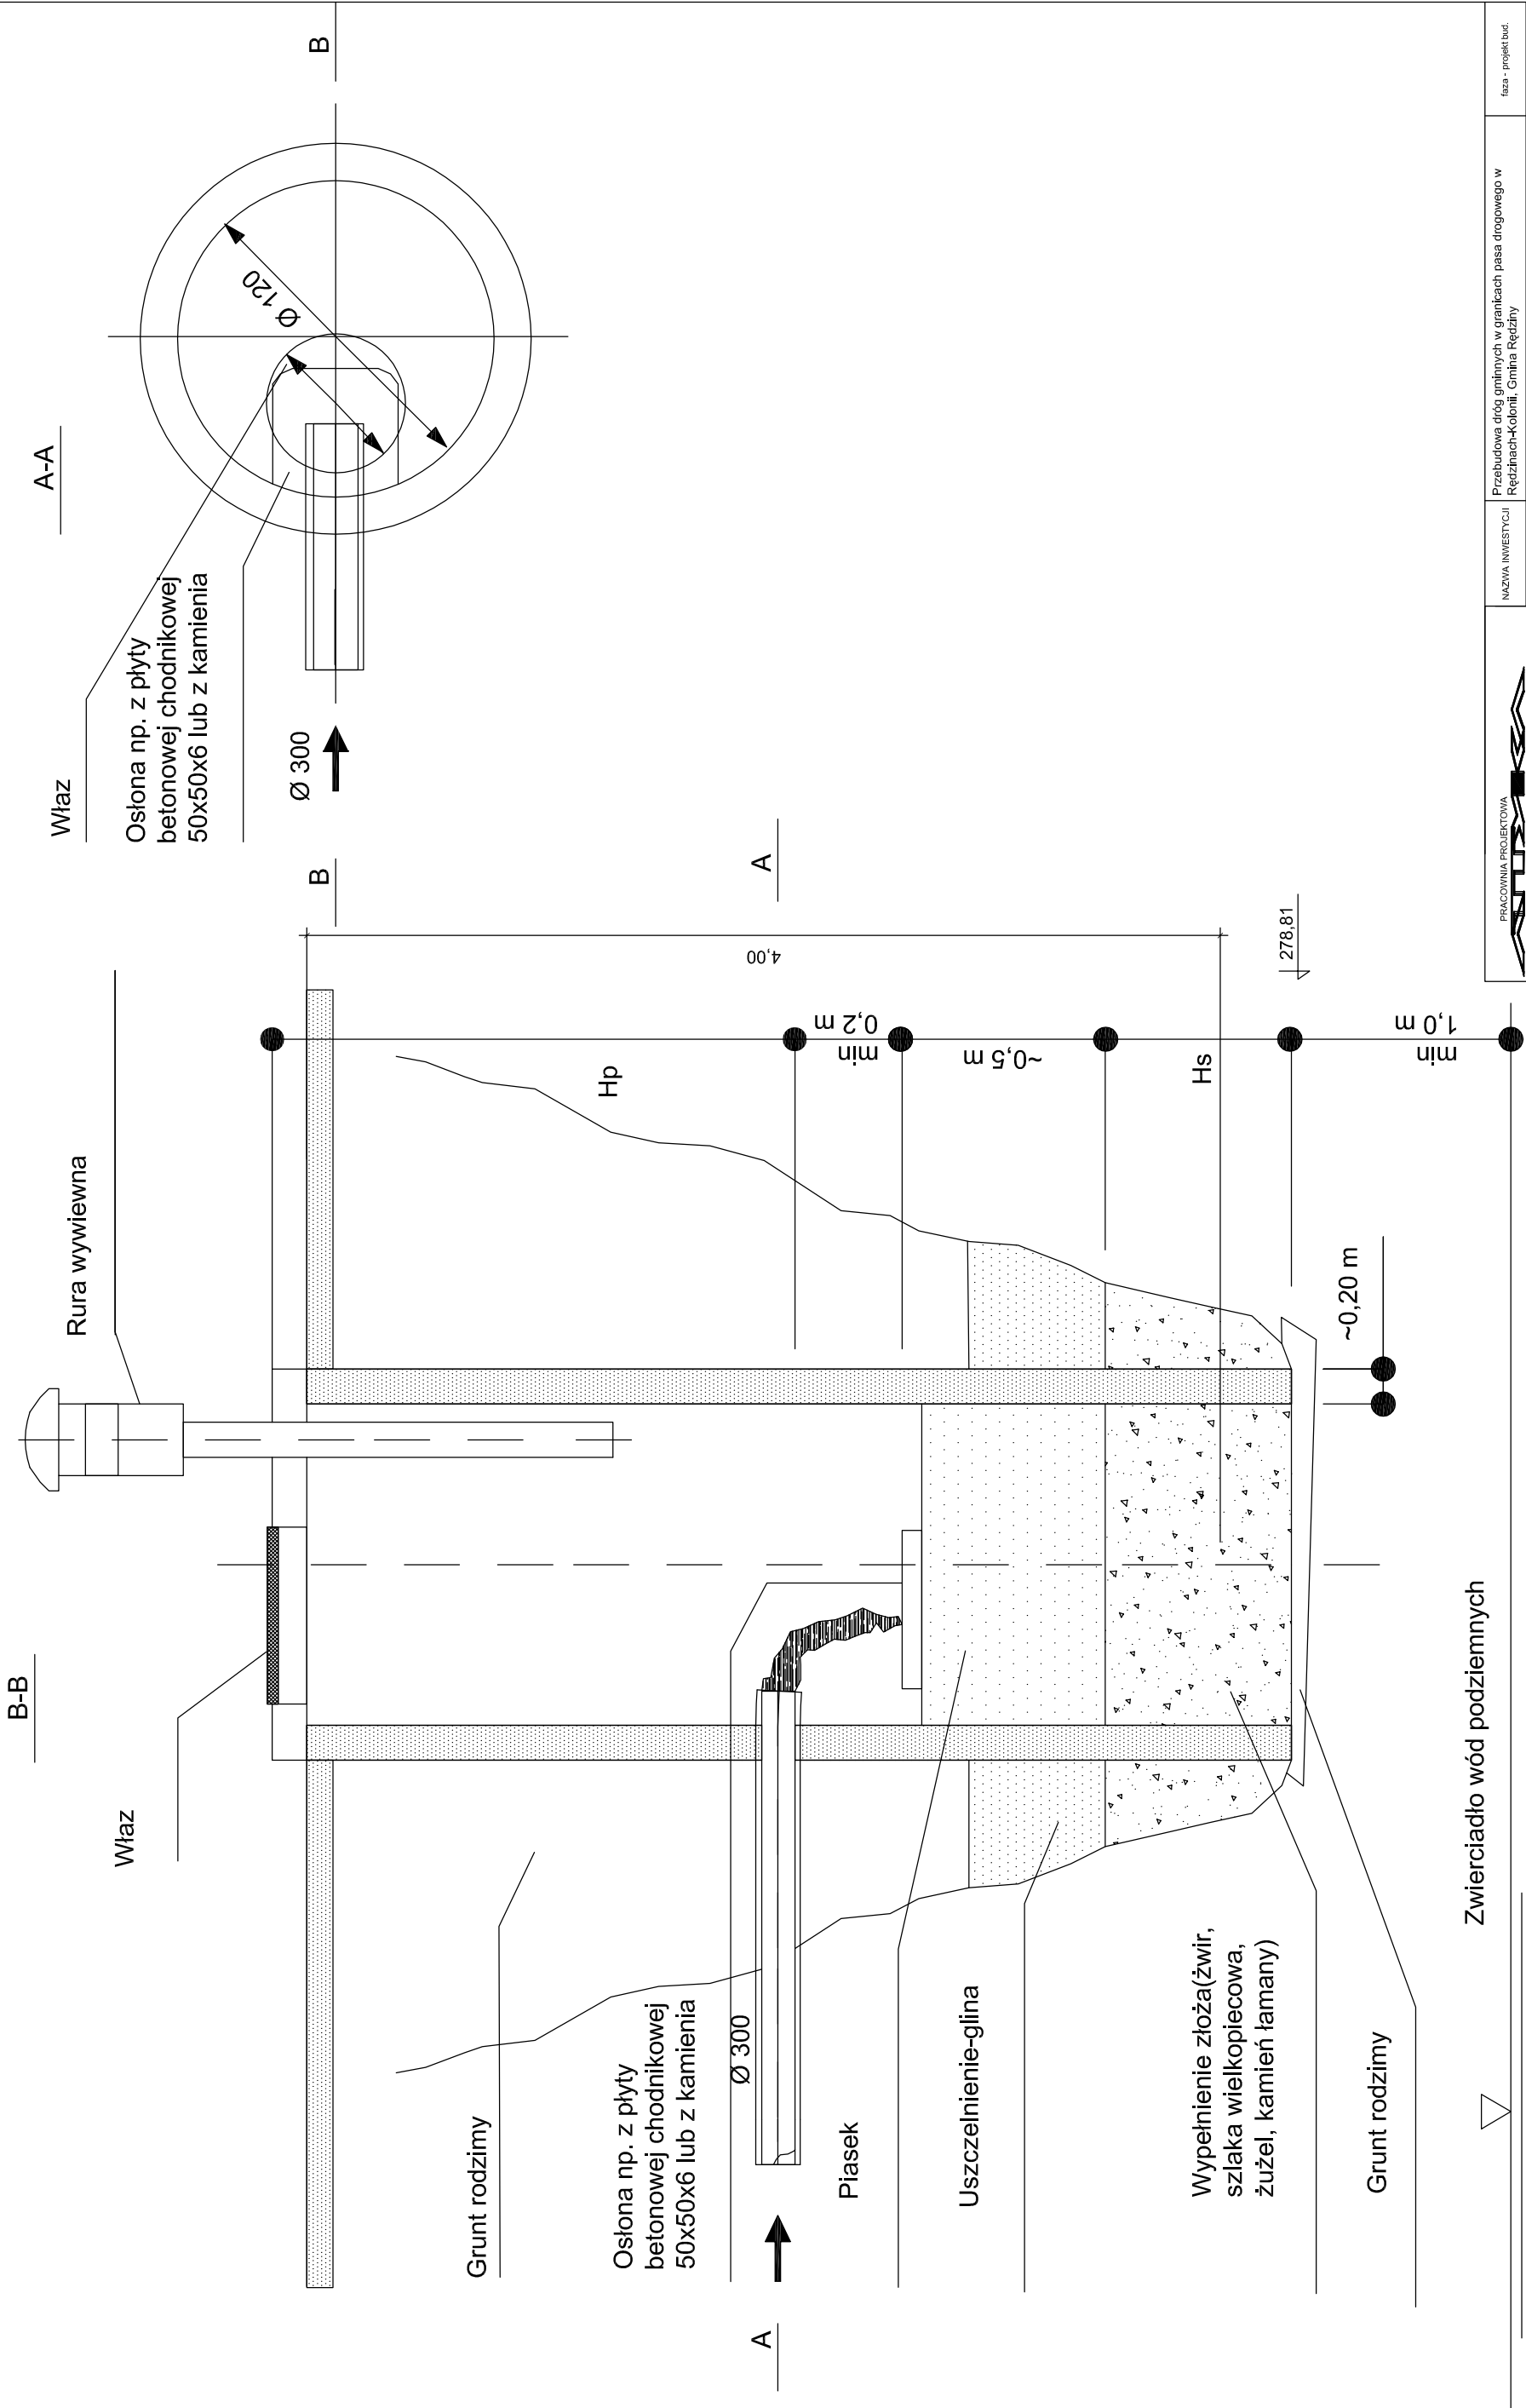 B-B
Właz
Rura wywiewna
Grunt rodzimy
Osłona np. z płyty
betonowej chodnikowej
50x50x6 lub z kamienia
Ø 300
A
Piasek
Uszczelnienie-glina
Wypełnienie złoża(żwir,
szlaka wielkopiecowa,
żużel, kamień łamany)
Grunt rodzimy
Zwierciadło wód podziemnych
Hp
min
0,2 m
~0,5 m
Hs
min
1,0 m
~0,20 m
4,00
278,81
A
A-A
Właz
Osłona np. z płyty
betonowej chodnikowej
50x50x6 lub z kamienia
Ø 300
B
B
Ø 120
PRACOWNIA PROJEKTOWA
NAZWA INWESTYCJI
Przebudowa dróg gminnych w granicach pasa drogowego w
Rędzinach-Kolonii, Gmina Rędziny
faza - projekt bud.